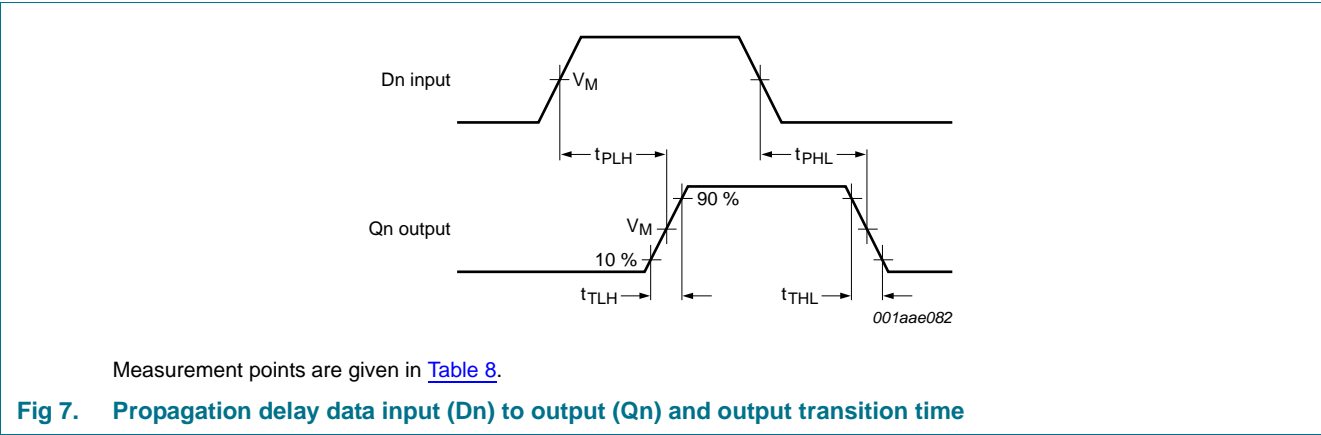 Dn input
VM
tPLH
tPHL
90 %
Qn output
VM
10 %
tTLH
tTHL
001aae082
Measurement points are given in Table 8.
Fig 7. Propagation delay data input (Dn) to output (Qn) and output transition time